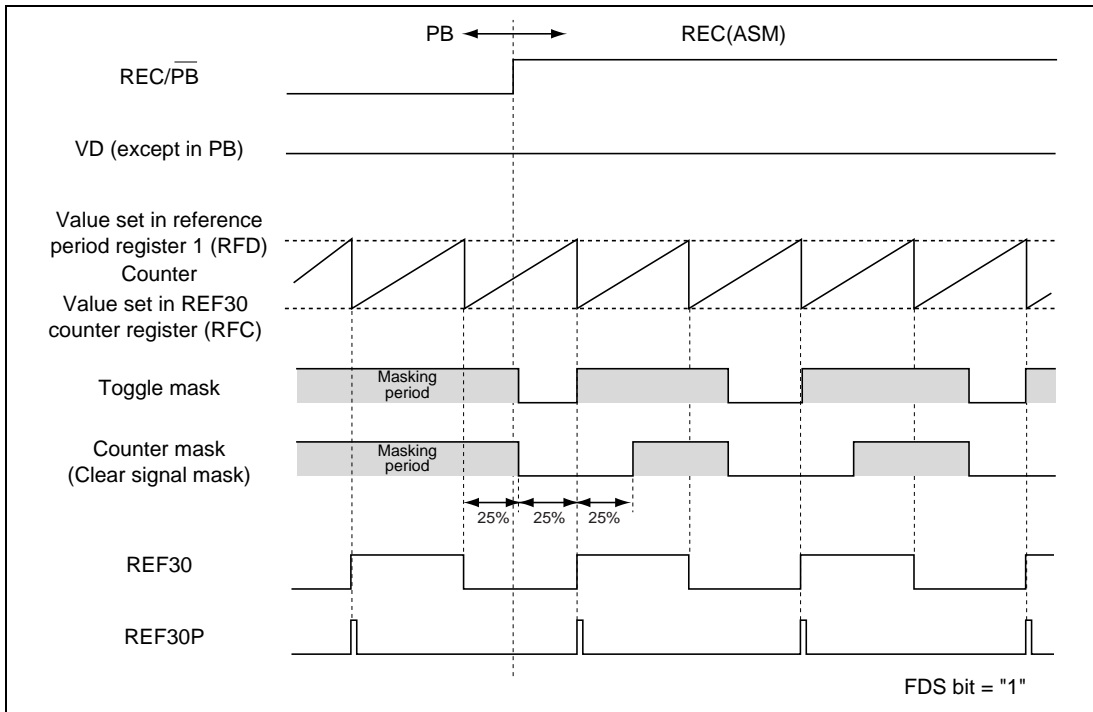 PB
REC(ASM)
REC/PB
VD (except in PB)
Value set in reference
period register 1 (RFD)
Counter
Value set in REF30
counter register (RFC)
Toggle mask
Masking
period
Counter mask
(Clear signal mask)
Masking
period
25%
25%
25%
REF30
REF30P
FDS bit = "1"